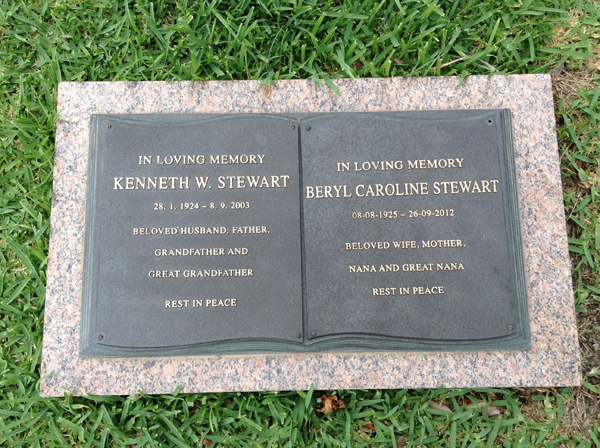 IN LOVING MEMORY
KENNETH W. STEWART
28. 1. 1924 – 8. 9. 2003
BELOVED HUSBAND, FATHER,
GRANDFATHER AND
GREAT GRANDFATHER
REST IN PEACE
IN LOVING MEMORY
BERYL CAROLINE STEWART
08-08-1925 – 26-09-2012
BELOVED WIFE, MOTHER,
NANA AND GREAT NANA
REST IN PEACE